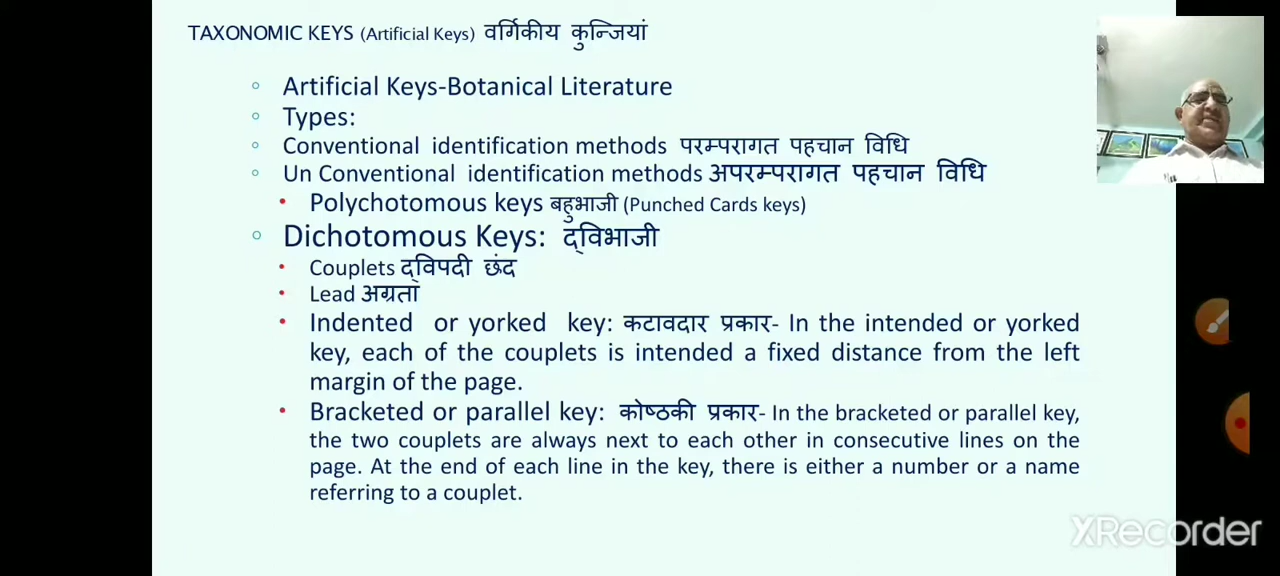 TAXONOMIC KEYS (Artificial Keys) वर्गिकीय कुन्जियां
Artificial Keys-Botanical Literature
Types:
Conventional identification methods परम्परागत पहचान विधि
Un Conventional identification methods अपरम्परागत पहचान विधि
Polychotomous keys बहुभाजी (Punched Cards keys)
Dichotomous Keys: द्विभाजी
Couplets द्विपदी छंद
Lead अग्रता
Indented or yorked key: कटावदार प्रकार- In the intended or yorked
key, each of the couplets is intended a fixed distance from the left
margin of the page.
Bracketed or parallel key: कोष्ठकी प्रकार- In the bracketed or parallel key,
the two couplets are always next to each other in consecutive lines on the
page. At the end of each line in the key, there is either a number or a name
referring to a couplet.
XRecorder